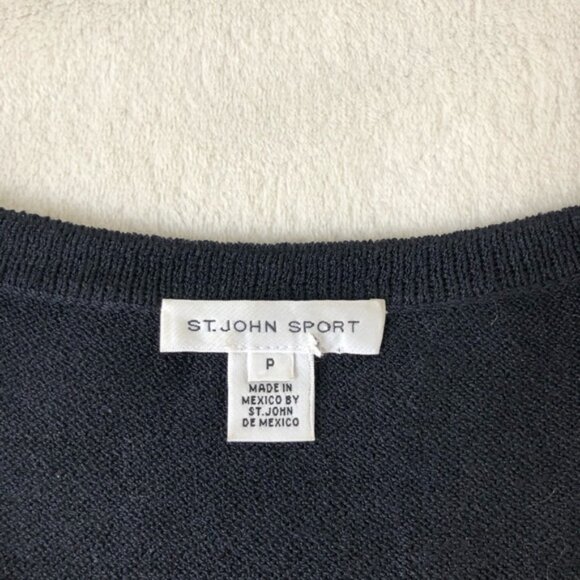 ST. JOHN SPORT
P
MADE IN
MEXICO BY
ST. JOHN
DE MEXICO